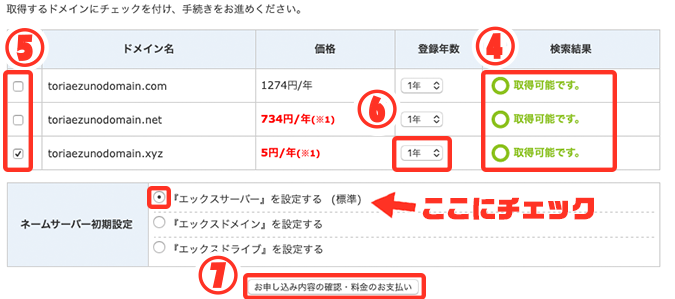 取得するドメインにチェックを付け、手続きをお進めください。
⑤ ドメイン名 価格 登録年数 ④ 検索結果
toriaezunodomain.com 1274円/年 1年 取得可能です。
toriaezunodomain.net 734円/年(※1) ⑥ 1年 取得可能です。
toriaezunodomain.xyz 5円/年(※1) 1年 取得可能です。
『エックスサーバー』を設定する (標準) ここにチェック
ネームサーバー初期設定 『エックスドメイン』を設定する
『エックスドライブ』を設定する
⑦ お申し込み内容の確認・料金のお支払い